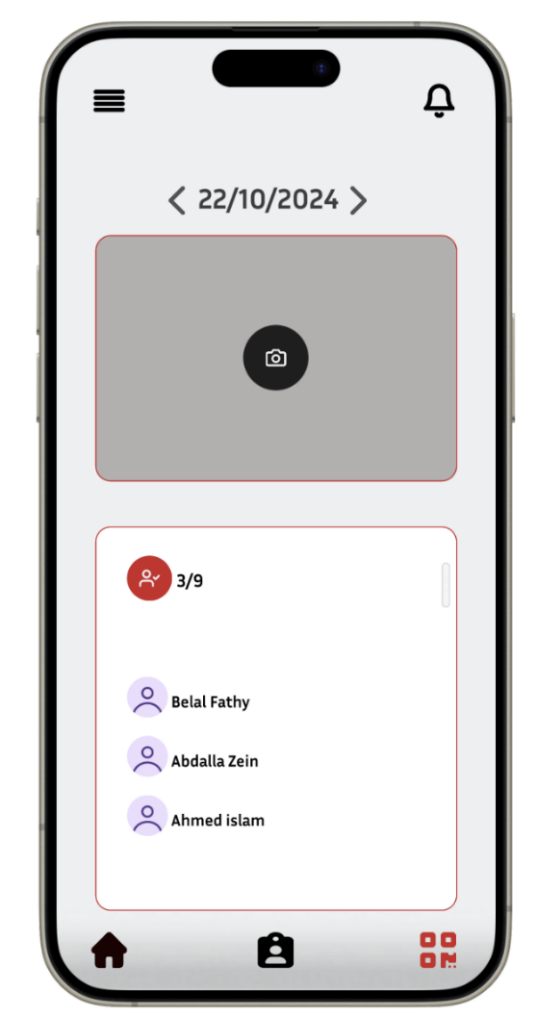 22/10/2024
3/9
Belal Fathy
Abdalla Zein
Ahmed islam